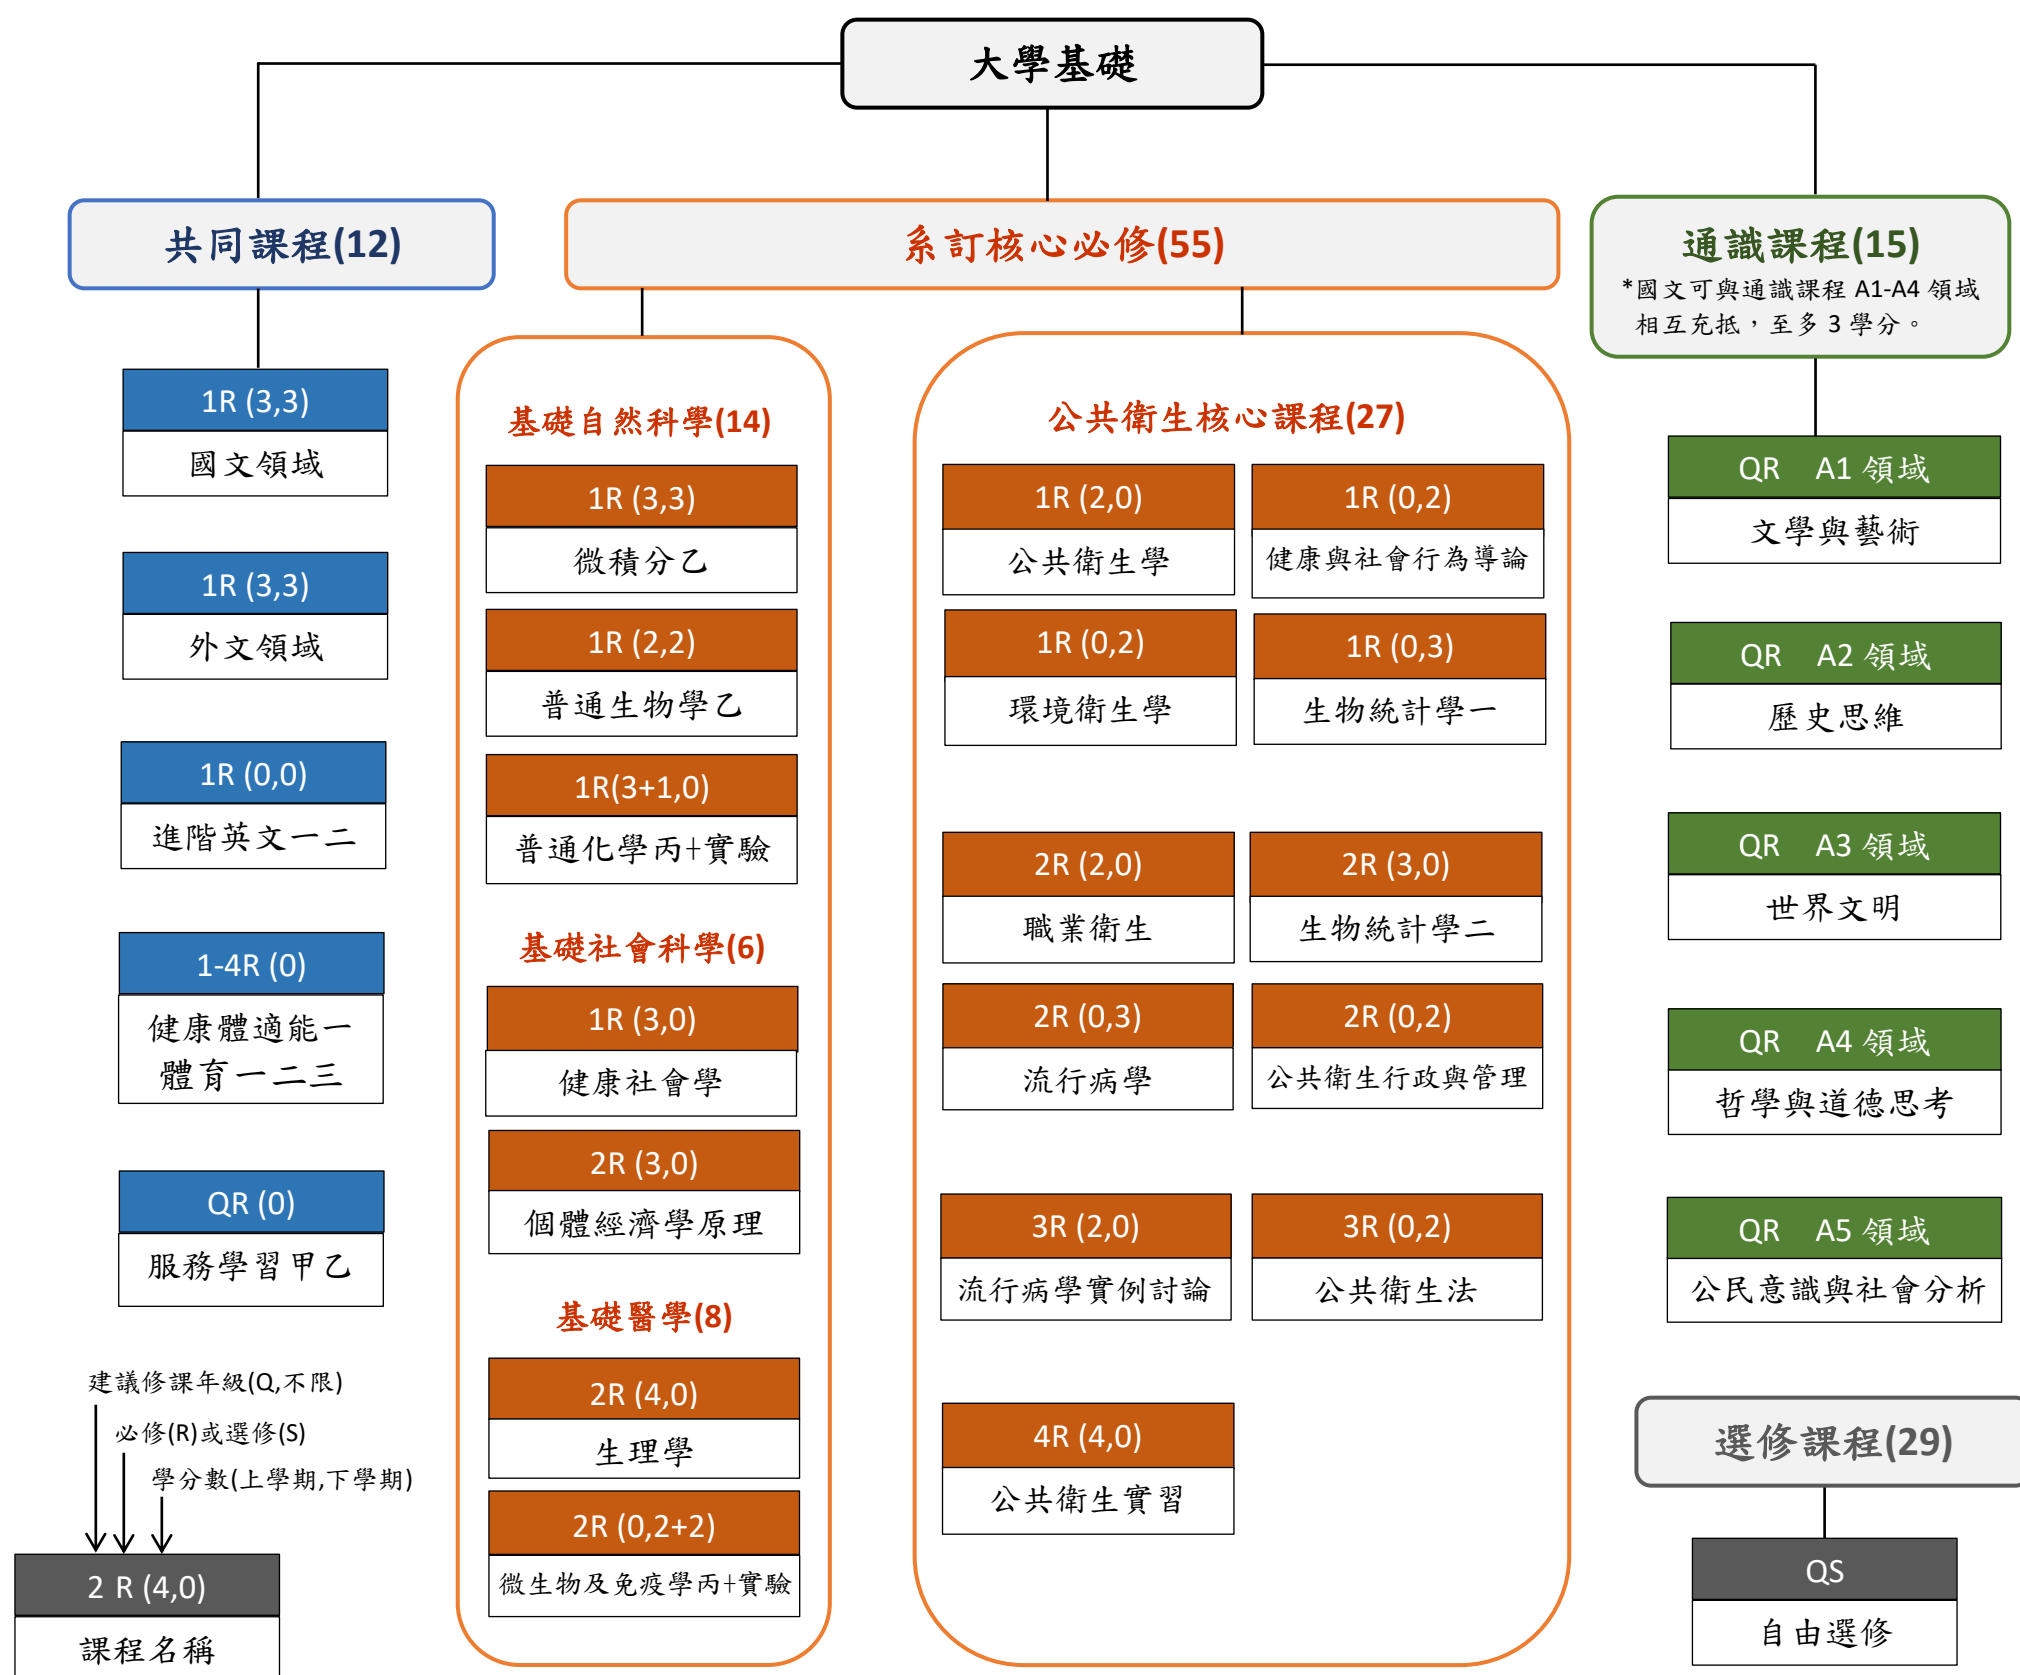 大學基礎
共同課程(12)
1R (3,3)
國文領域
1R (3,3)
外文領域
1R (0,0)
進階英文一二
1-4R (0)
健康體適能一
體育一二三
QR (0)
服務學習甲乙
建議修課年級(Q,不限)
必修(R)或選修(S)
學分數(上學期,下學期)
2 R (4,0)
課程名稱
系訂核心必修(55)
基礎自然科學(14)
1R (3,3)
微積分乙
1R (2,2)
普通生物學乙
1R(3+1,0)
普通化學丙+實驗
基礎社會科學(6)
1R (3,0)
健康社會學
2R (3,0)
個體經濟學原理
基礎醫學(8)
2R (4,0)
生理學
2R (0,2+2)
微生物及免疫學丙+實驗
公共衛生核心課程(27)
1R (2,0)
公共衛生學
1R (0,2)
健康與社會行為導論
1R (0,2)
環境衛生學
1R (0,3)
生物統計學一
2R (2,0)
職業衛生
2R (3,0)
生物統計學二
2R (0,3)
流行病學
2R (0,2)
公共衛生行政與管理
3R (2,0)
流行病學實例討論
3R (0,2)
公共衛生法
4R (4,0)
公共衛生實習
通識課程(15)
*國文可與通識課程 A1-A4 領域
相互充抵，至多 3 學分。
QR A1 領域
文學與藝術
QR A2 領域
歷史思維
QR A3 領域
世界文明
QR A4 領域
哲學與道德思考
QR A5 領域
公民意識與社會分析
選修課程(29)
QS
自由選修